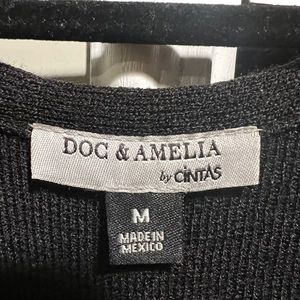 DOC & AMELIA
by CiNTAS
M
MADE IN
MEXICO